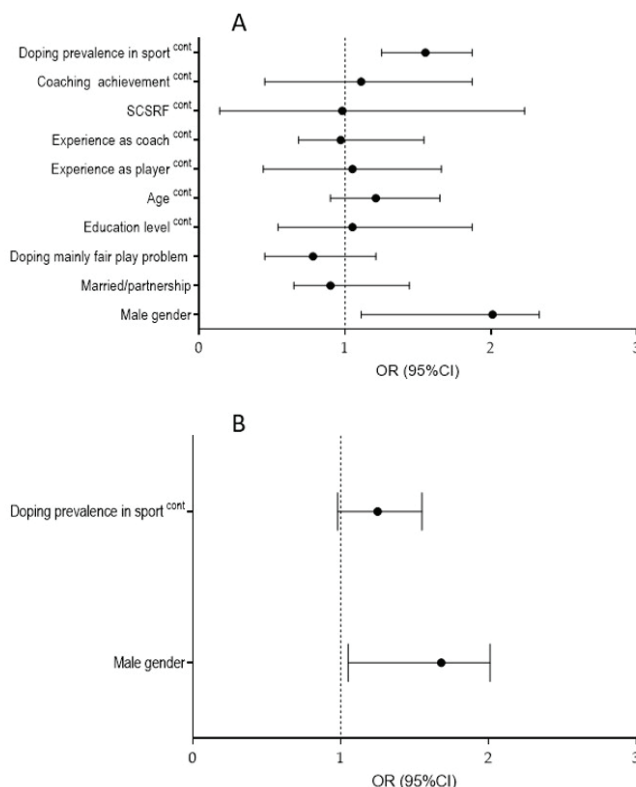 A
Doping prevalence in sport cont
Coaching achievement cont
SCSRF cont
Experience as coach cont
Experience as player cont
Age cont
Education level cont
Doping mainly fair play problem
Married/partnership
Male gender
0 1 2 3
OR (95%CI)
B
Doping prevalence in sport cont
Male gender
0 1 2 3
OR (95%CI)